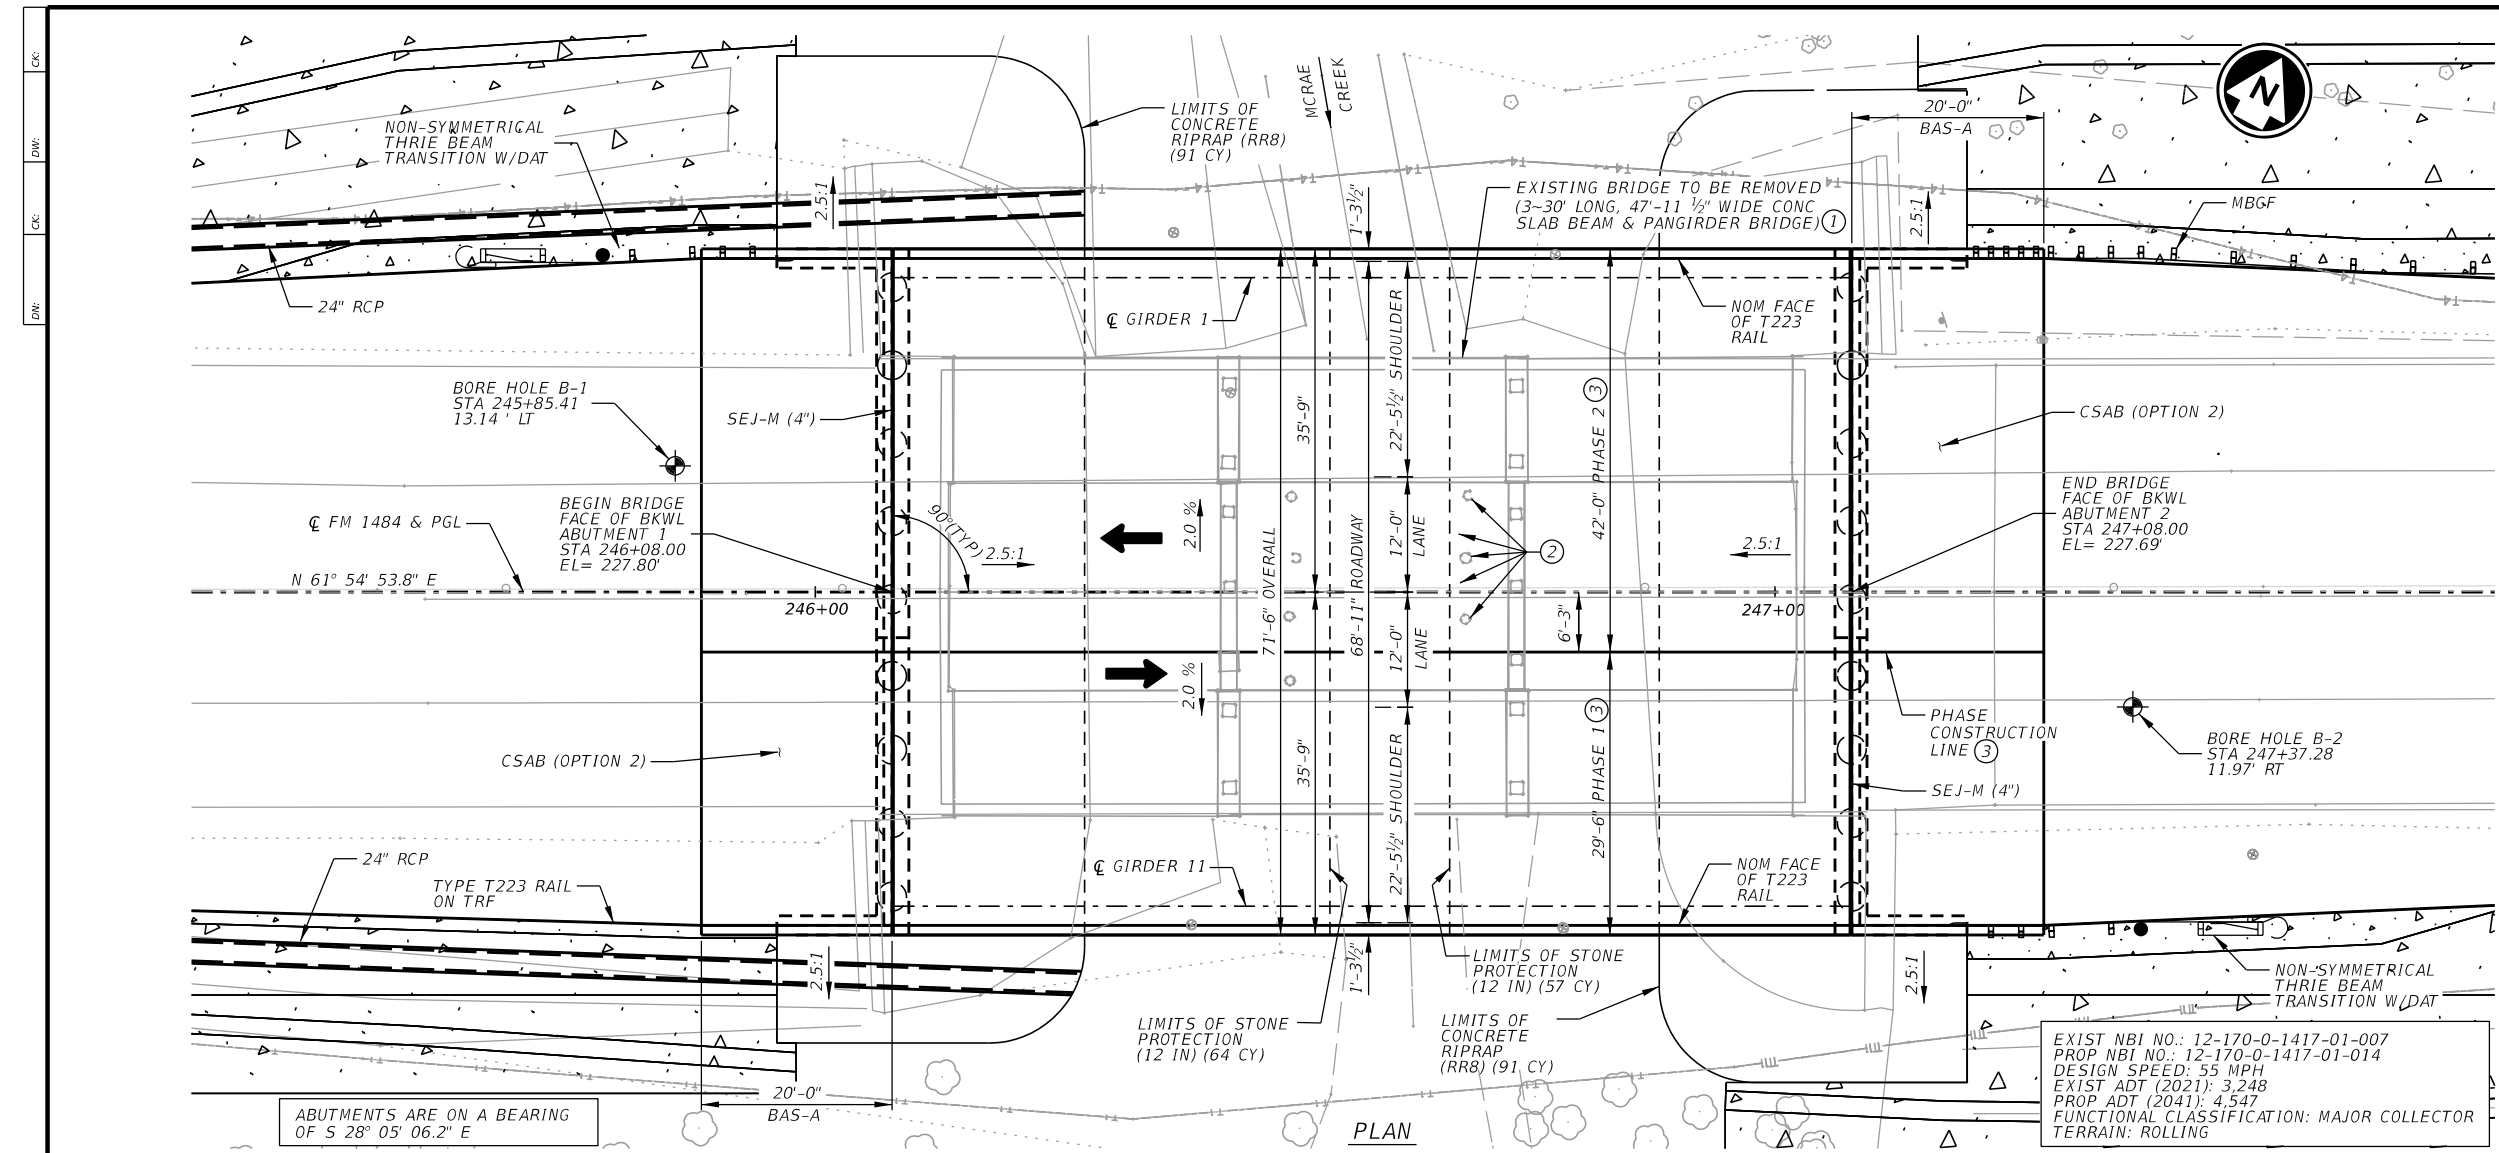 CK:
DW:
CK:
DN:
NON-SYMMETRICAL
THRIE BEAM
TRANSITION W/DAT
24" RCP
2.5:1
LIMITS OF
CONCRETE
RIPRAP (RR8)
(91 CY)
MCRAE
CREEK
1'-3½"
EXISTING BRIDGE TO BE REMOVED
(3~30' LONG, 47'-11 ½" WIDE CONC
SLAB BEAM & PANGIRDER BRIDGE) 1
20'-0"
BAS-A
2.5:1
N
MBGF
℄ GIRDER 1
NOM FACE
OF T223
RAIL
BORE HOLE B-1
STA 245+85.41
13.14 ' LT
SEJ-M (4")
35'-9"
22'-5½" SHOULDER
42'-0" PHASE 2 3
CSAB (OPTION 2)
℄ FM 1484 & PGL
BEGIN BRIDGE
FACE OF BKWL
ABUTMENT 1
STA 246+08.00
EL= 227.80'
90°(TYP)
2.5:1
2.0 %
71'-6" OVERALL
68'-11" ROADWAY
12'-0"
LANE
2
2.5:1
END BRIDGE
FACE OF BKWL
ABUTMENT 2
STA 247+08.00
EL= 227.69'
N 61° 54' 53.8" E
246+00
247+00
6'-3"
12'-0"
LANE
2.0 %
CSAB (OPTION 2)
35'-9"
22'-5½" SHOULDER
29'-6" PHASE 1 3
PHASE
CONSTRUCTION
LINE 3
SEJ-M (4")
BORE HOLE B-2
STA 247+37.28
11.97' RT
24" RCP
TYPE T223 RAIL
ON TRF
℄ GIRDER 11
NOM FACE
OF T223
RAIL
2.5:1
1'-3½"
LIMITS OF STONE
PROTECTION
(12 IN) (57 CY)
2.5:1
NON-SYMMETRICAL
THRIE BEAM
TRANSITION W/DAT
LIMITS OF STONE
PROTECTION
(12 IN) (64 CY)
LIMITS OF
CONCRETE
RIPRAP
(RR8) (91 CY)
20'-0"
BAS-A
ABUTMENTS ARE ON A BEARING
OF S 28° 05' 06.2" E
PLAN
EXIST NBI NO.: 12-170-0-1417-01-007
PROP NBI NO.: 12-170-0-1417-01-014
DESIGN SPEED: 55 MPH
EXIST ADT (2021): 3,248
PROP ADT (2041): 4,547
FUNCTIONAL CLASSIFICATION: MAJOR COLLECTOR
TERRAIN: ROLLING